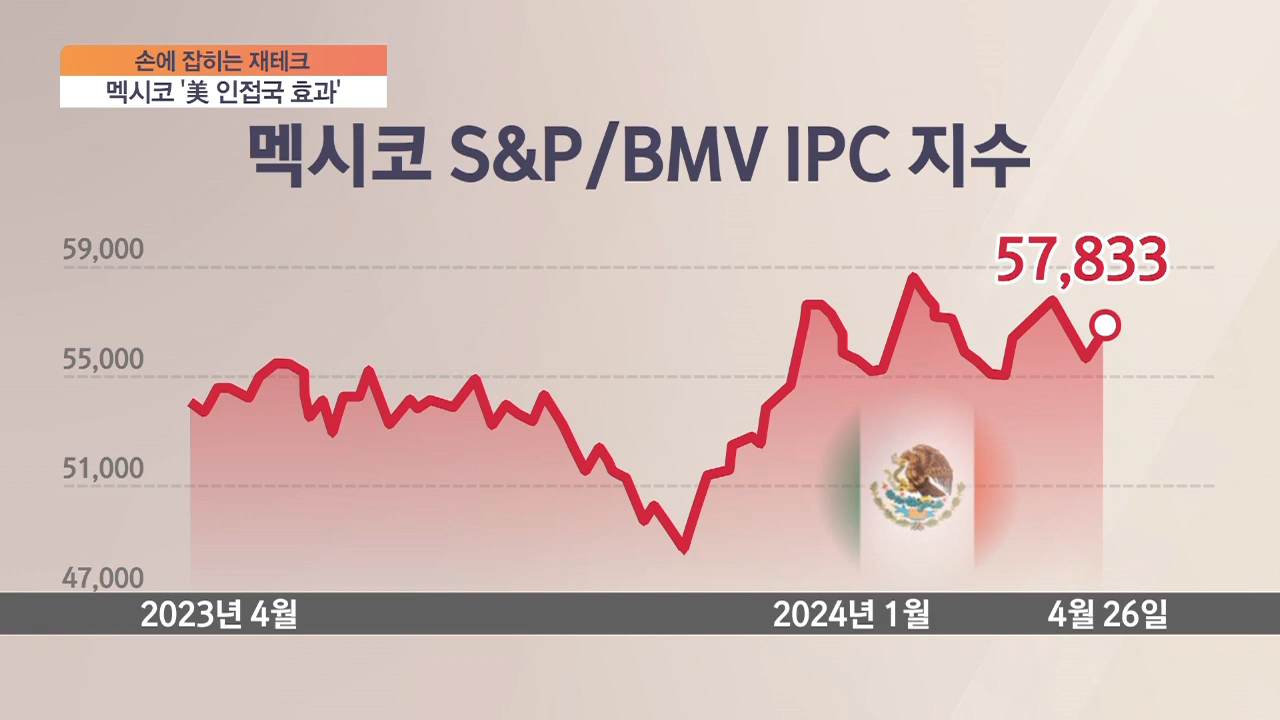 손에 잡히는 재테크
멕시코 '美 인접국 효과'
멕시코 S&P/BMV IPC 지수
59,000
57,833
55,000
51,000
47,000
2023년 4월
2024년 1월
4월 26일